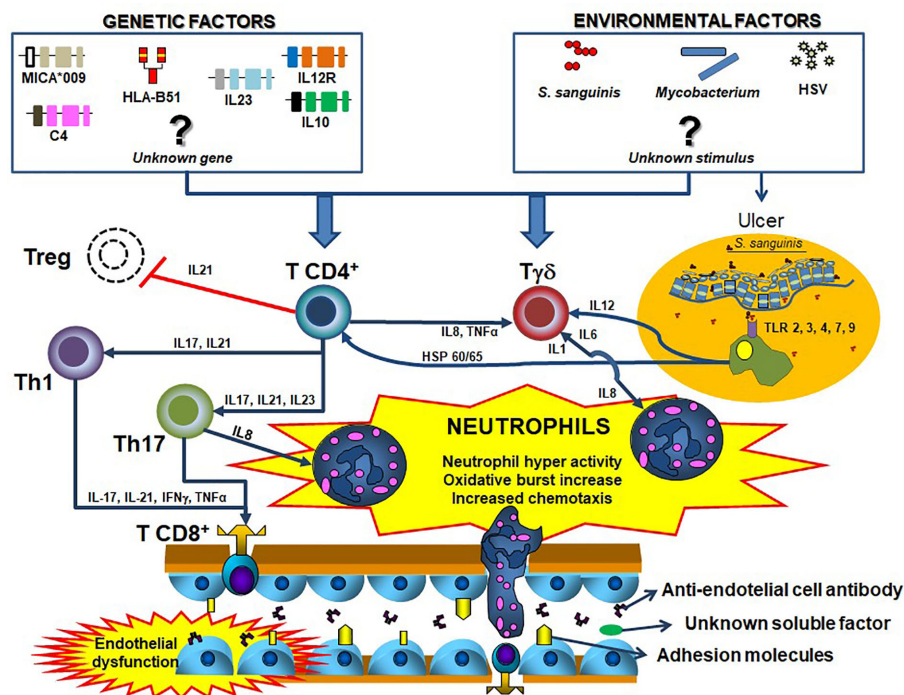 GENETIC FACTORS
MICA*009
HLA-B51
IL23
IL12R
C4
IL10
?
Unknown gene
ENVIRONMENTAL FACTORS
S. sanguinis
Mycobacterium
HSV
?
Unknown stimulus
Ulcer
S. sanguinis
TLR 2, 3, 4, 7, 9
Treg
IL21
T CD4+
Tγδ
IL12
IL8, TNFα
IL6
IL1
HSP 60/65
IL17, IL21
Th1
IL17, IL21, IL23
Th17
IL8
IL8
NEUTROPHILS
Neutrophil hyper activity
Oxidative burst increase
Increased chemotaxis
IL-17, IL-21, IFNγ, TNFα
T CD8+
Anti-endotelial cell antibody
Unknown soluble factor
Adhesion molecules
Endothelial
dysfunction